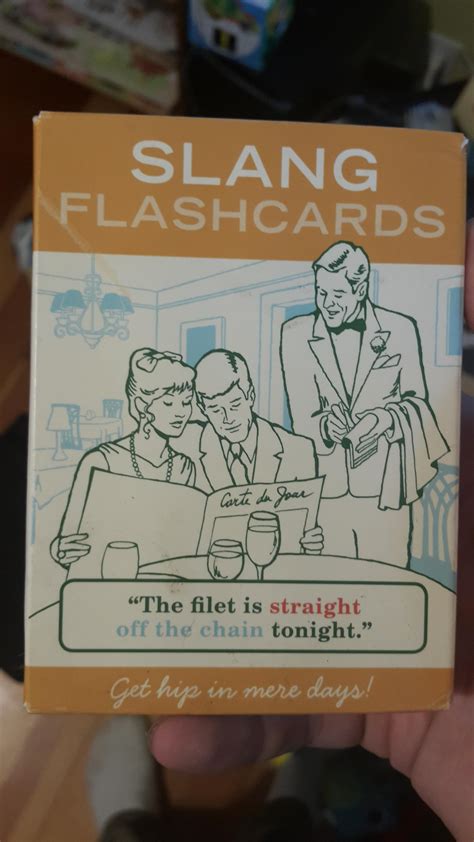 SLANG
FLASHCARDS
Carte du Jour
“The filet is straight
off the chain tonight.”
Get hip in mere days!